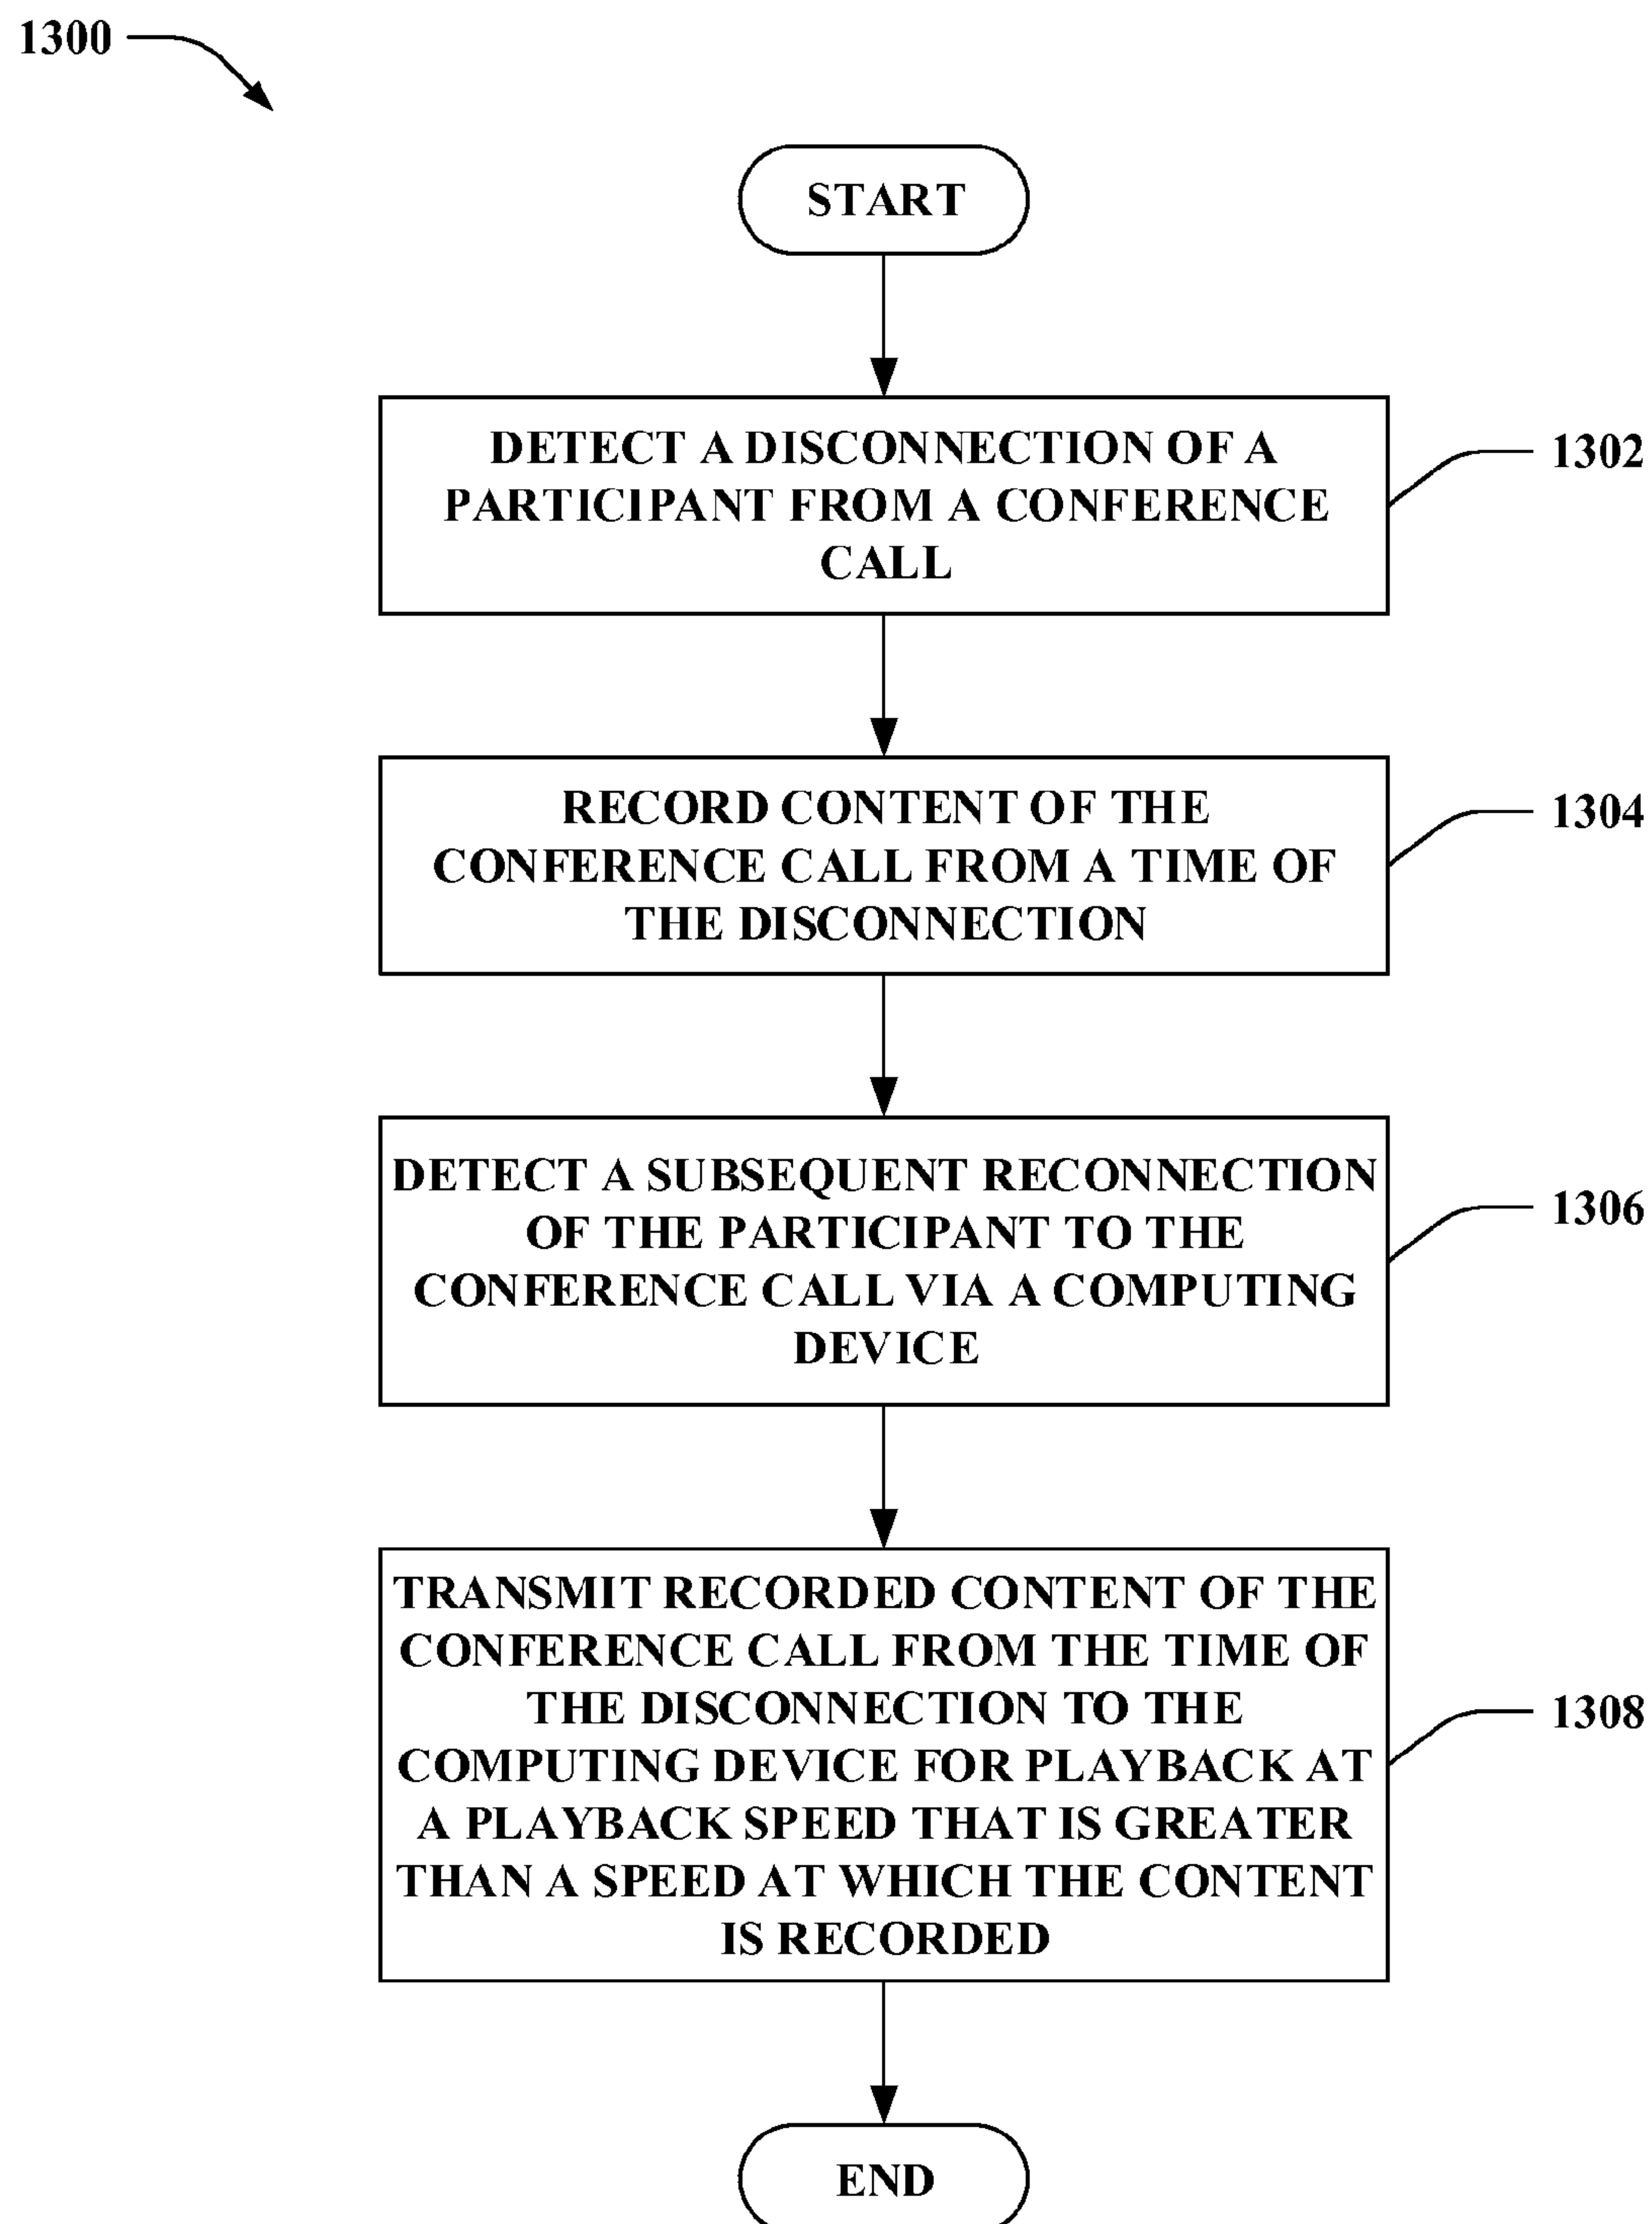 1300
START
DETECT A DISCONNECTION OF A
PARTICIPANT FROM A CONFERENCE
CALL
1302
RECORD CONTENT OF THE
CONFERENCE CALL FROM A TIME OF
THE DISCONNECTION
1304
DETECT A SUBSEQUENT RECONNECTION
OF THE PARTICIPANT TO THE
CONFERENCE CALL VIA A COMPUTING
DEVICE
1306
TRANSMIT RECORDED CONTENT OF THE
CONFERENCE CALL FROM THE TIME OF
THE DISCONNECTION TO THE
COMPUTING DEVICE FOR PLAYBACK AT
A PLAYBACK SPEED THAT IS GREATER
THAN A SPEED AT WHICH THE CONTENT
IS RECORDED
1308
END